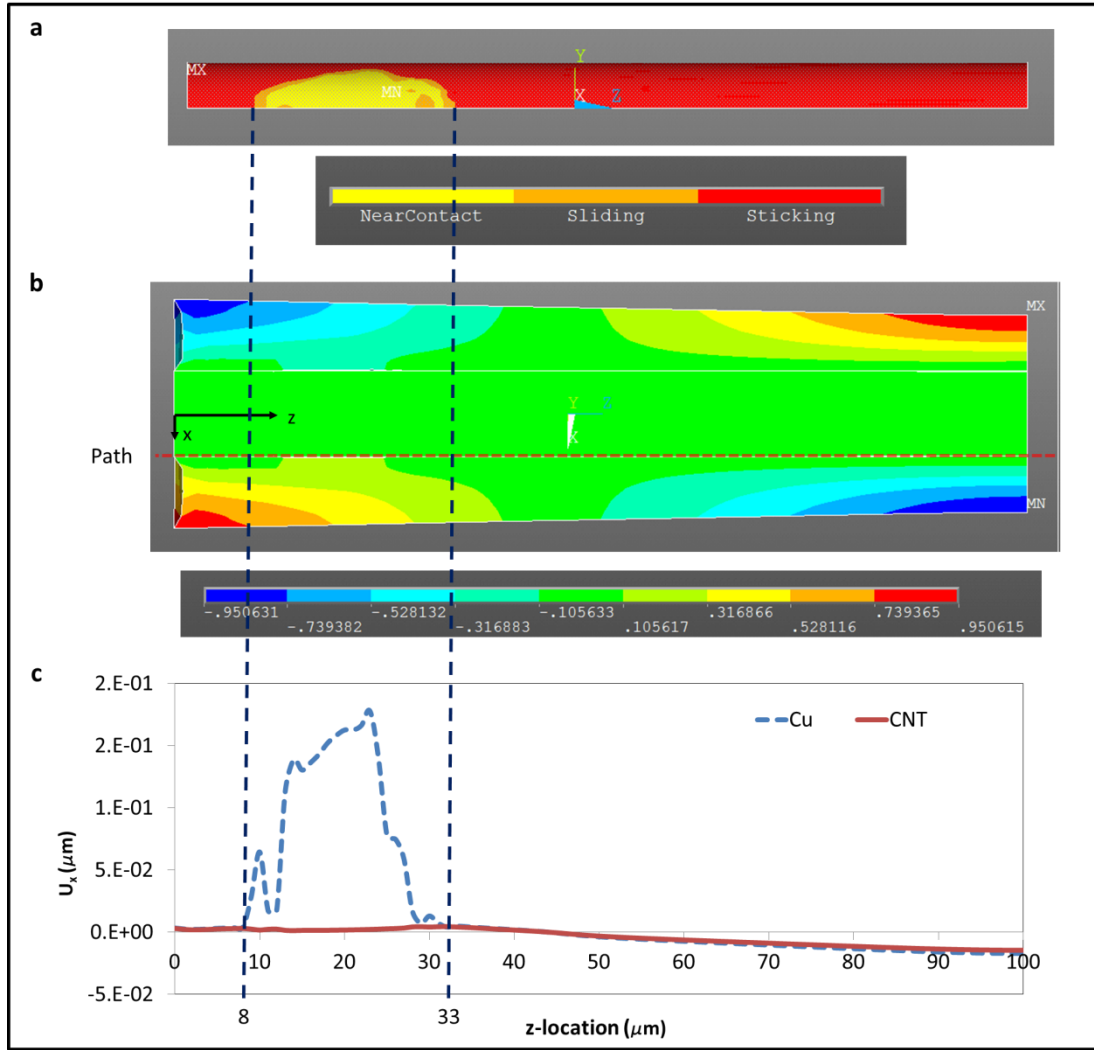 a
MX
MN
Y
X
Z
NearContact Sliding Sticking
b
MX
Y
Z
X
z
x
Path
MN
-.950631 -.528132 -.105633 .316866 .739365
-.739382 -.316883 .105617 .528116 .950615
c
2.E-01
2.E-01
1.E-01
5.E-02
0.E+00
-5.E-02
Ux (μm)
Cu CNT
0 10 20 30 40 50 60 70 80 90 100
8 33
z-location (μm)